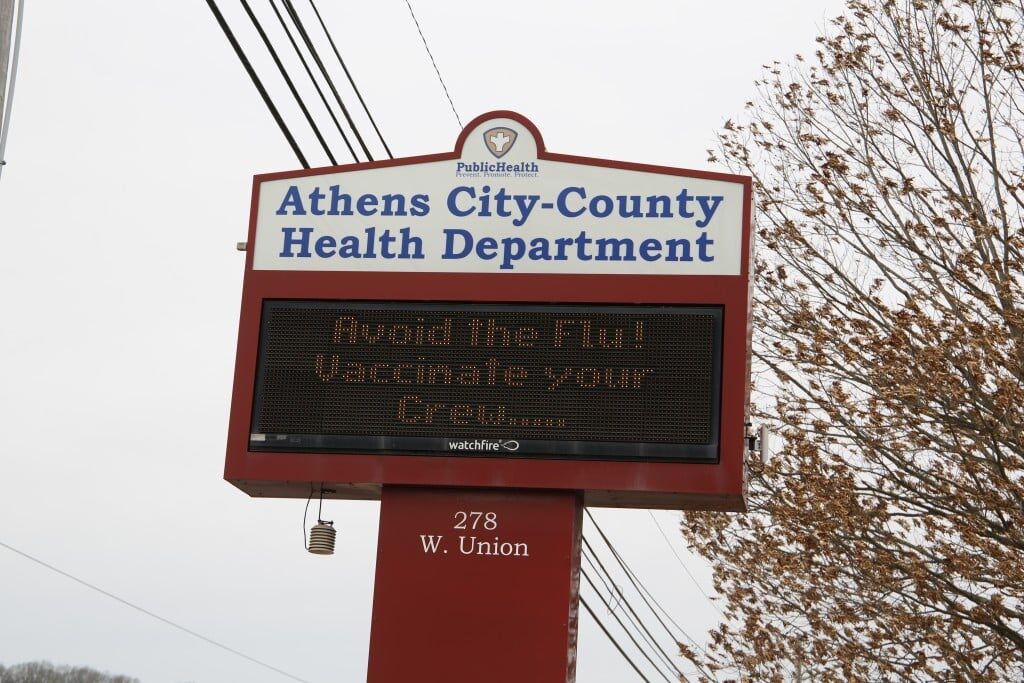 PublicHealth
Prevent. Promote. Protect.
Athens City-County
Health Department
Avoid the Flu!
Vaccinate your
Crew.....
watchfire
278
W. Union